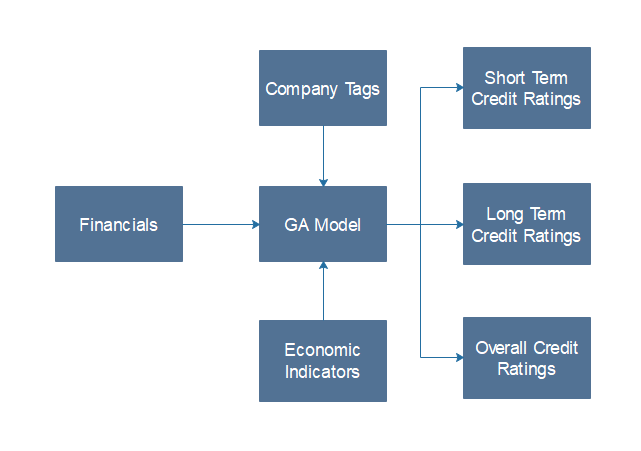 Company Tags
Short Term
Credit Ratings
Financials
GA Model
Long Term
Credit Ratings
Economic
Indicators
Overall Credit
Ratings